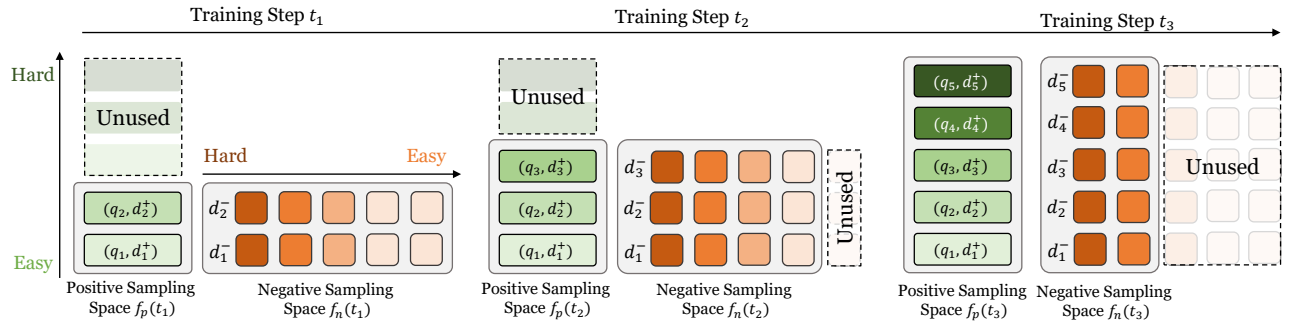 Training Step t₁
Training Step t₂
Training Step t₃
Hard
Easy
Unused
(q₂, d₂⁺)
(q₁, d₁⁺)
Positive Sampling
Space fₚ(t₁)
Hard
Easy
d₂⁻
d₁⁻
Negative Sampling
Space fₙ(t₁)
Unused
(q₃, d₃⁺)
(q₂, d₂⁺)
(q₁, d₁⁺)
Positive Sampling
Space fₚ(t₂)
d₃⁻
d₂⁻
d₁⁻
Unused
Negative Sampling
Space fₙ(t₂)
(q₅, d₅⁺)
(q₄, d₄⁺)
(q₃, d₃⁺)
(q₂, d₂⁺)
(q₁, d₁⁺)
Positive Sampling
Space fₚ(t₃)
d₅⁻
d₄⁻
d₃⁻
d₂⁻
d₁⁻
Unused
Negative Sampling
Space fₙ(t₃)